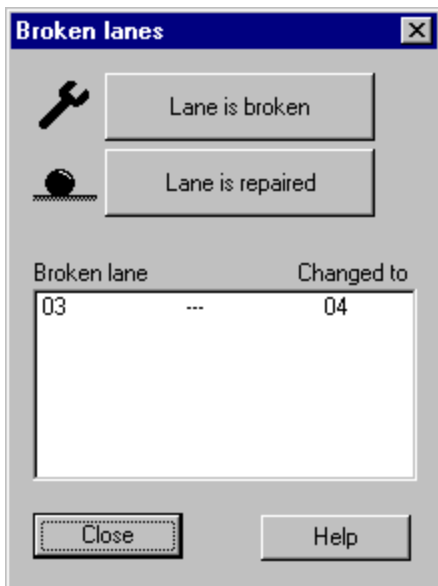 Broken lanes
Lane is broken
Lane is repaired
Broken lane Changed to
03 --- 04
Close Help